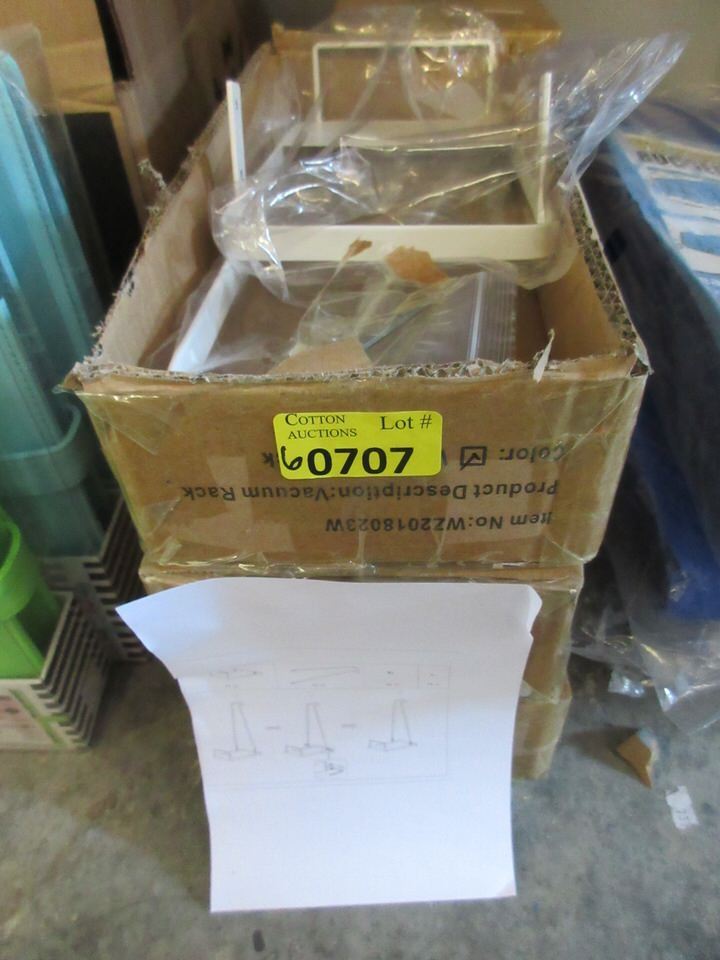 COTTON
AUCTIONS
Lot #
60707
Item No:WZ2018023W
Product Description:Vacuum Rack
Color: ☑